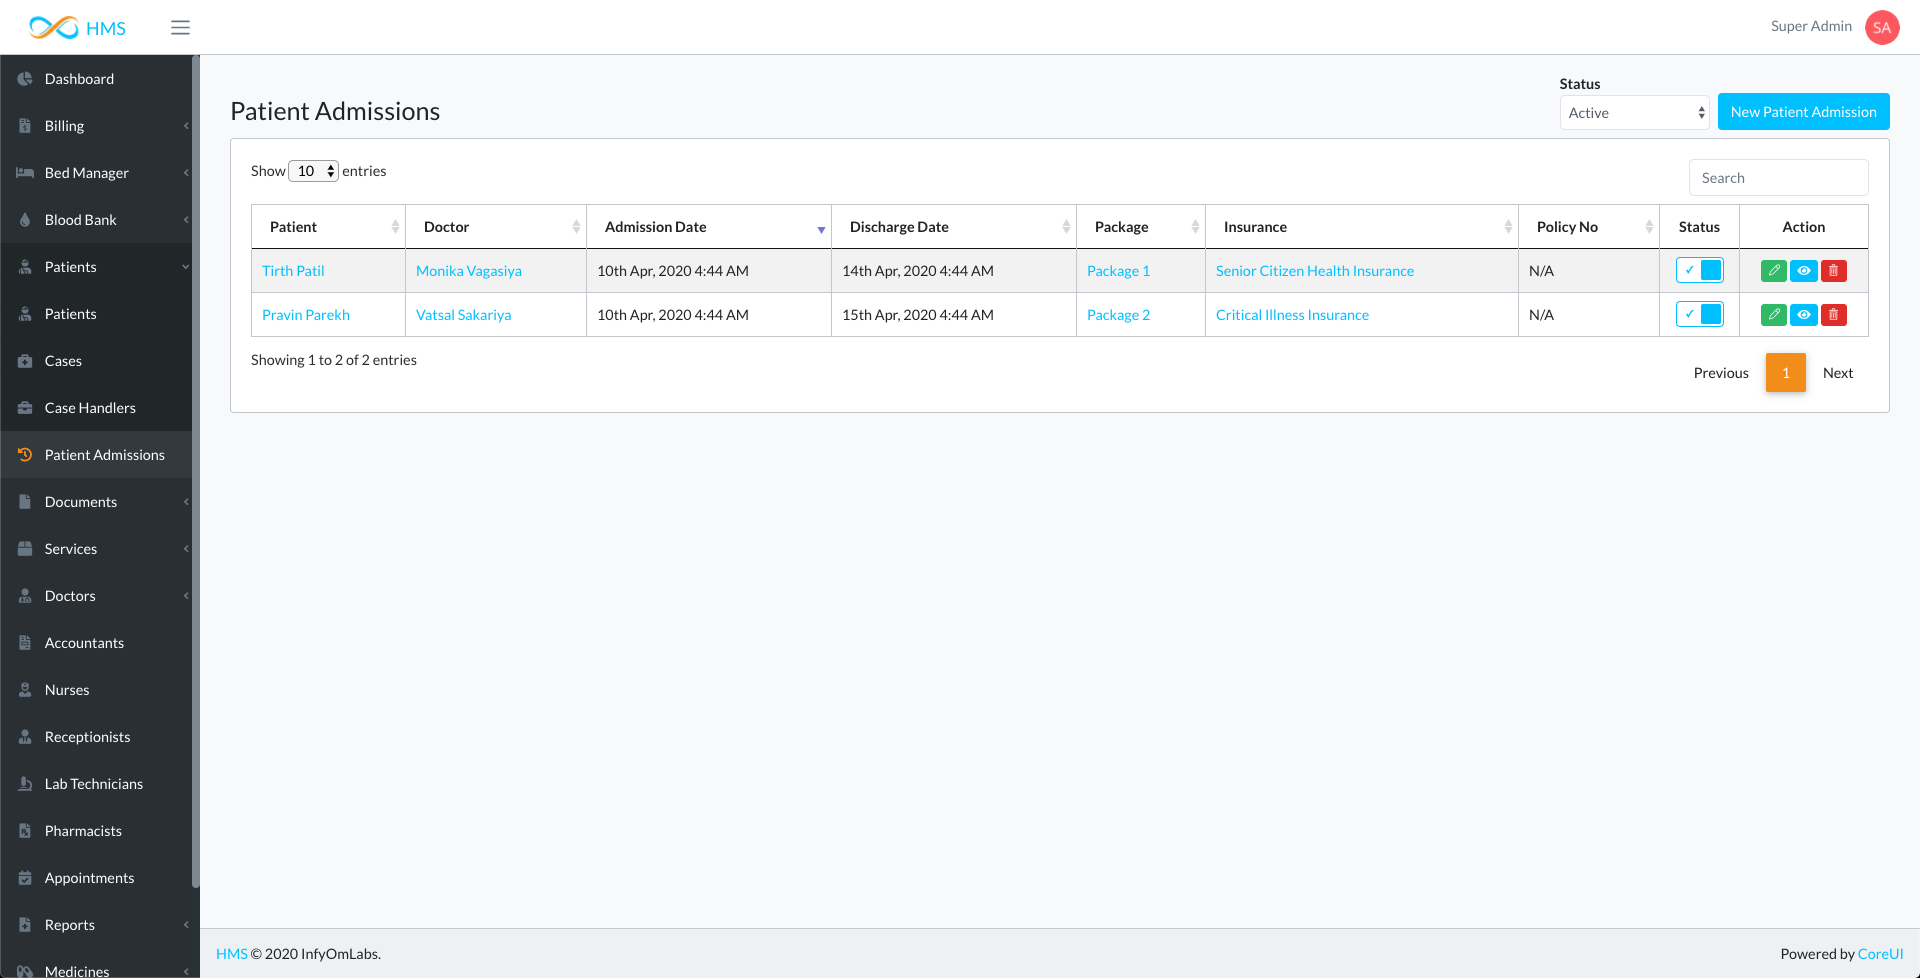 HMS
Super Admin
SA
Dashboard
Billing
Bed Manager
Blood Bank
Patients
Patients
Cases
Case Handlers
Patient Admissions
Documents
Services
Doctors
Accountants
Nurses
Receptionists
Lab Technicians
Pharmacists
Appointments
Reports
Medicines
Patient Admissions
Status
Active
New Patient Admission
Show 10 entries
Search
Patient Doctor Admission Date Discharge Date Package Insurance Policy No Status Action
Tirth Patil Monika Vagasiya 10th Apr, 2020 4:44 AM 14th Apr, 2020 4:44 AM Package 1 Senior Citizen Health Insurance N/A
Pravin Parekh Vatsal Sakariya 10th Apr, 2020 4:44 AM 15th Apr, 2020 4:44 AM Package 2 Critical Illness Insurance N/A
Showing 1 to 2 of 2 entries
Previous 1 Next
HMS © 2020 InfyOmLabs.
Powered by CoreUI